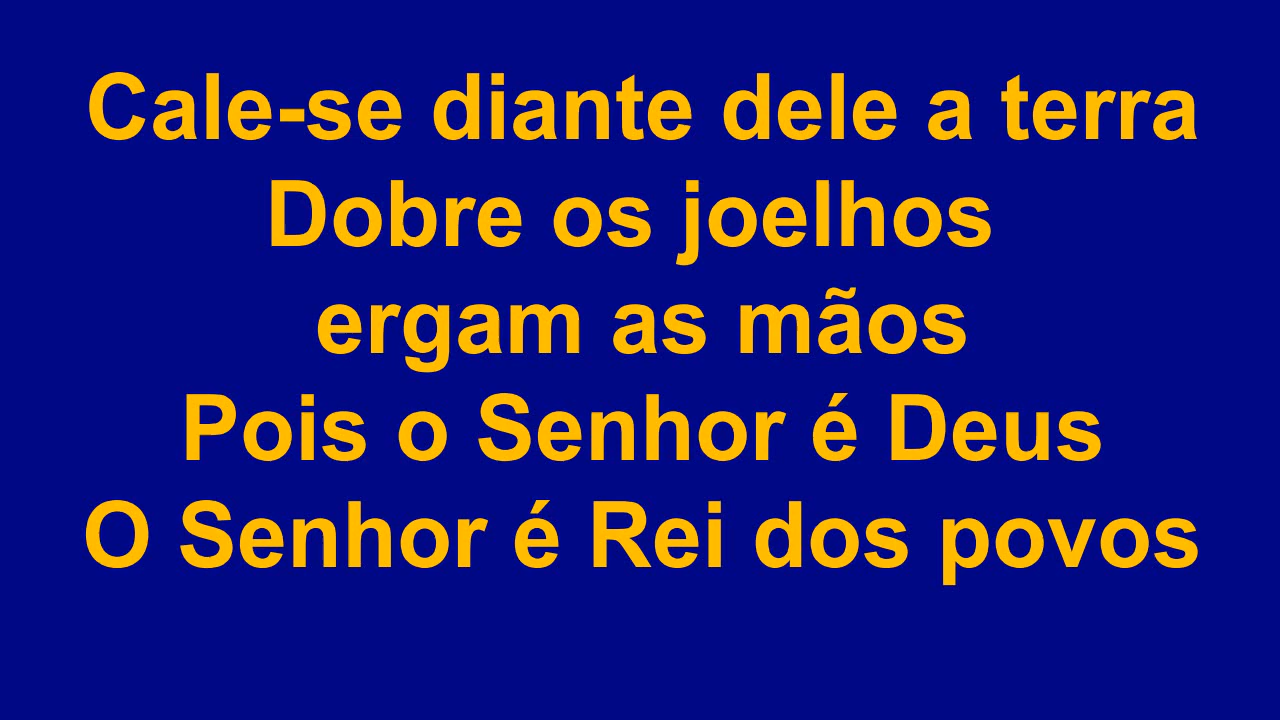 Cale-se diante dele a terra
Dobre os joelhos
ergam as mãos
Pois o Senhor é Deus
O Senhor é Rei dos povos